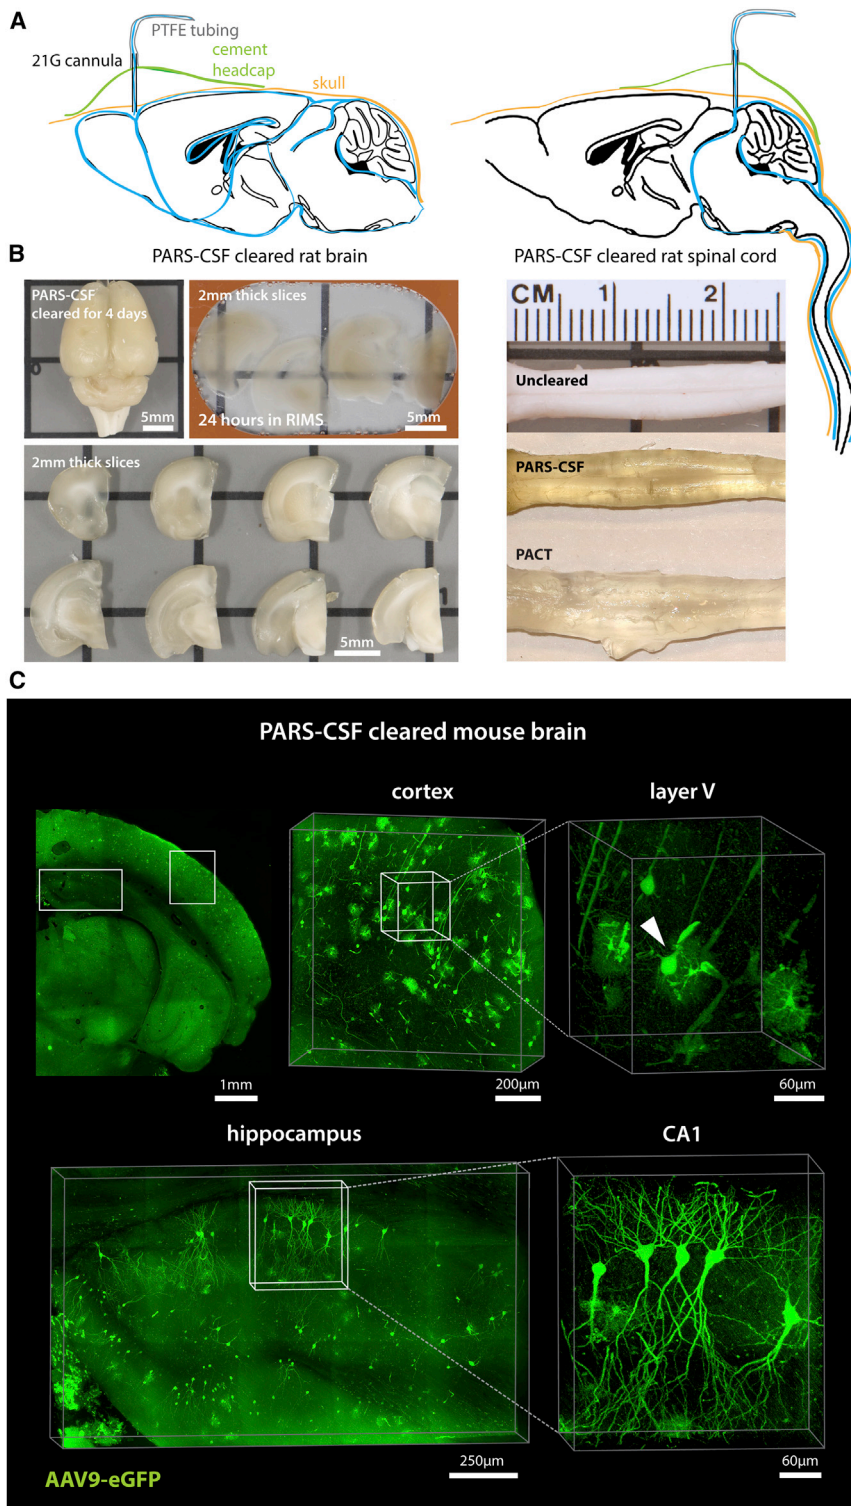 A
PTFE tubing
21G cannula
cement
headcap
skull
B
PARS-CSF cleared rat brain
PARS-CSF cleared rat spinal cord
PARS-CSF
cleared for 4 days
5mm
2mm thick slices
24 hours in RIMS
5mm
2mm thick slices
1
5mm
CM 1 2
Uncleared
PARS-CSF
PACT
C
PARS-CSF cleared mouse brain
cortex
layer V
1mm
200µm
60µm
hippocampus
CA1
AAV9-eGFP
250µm
60µm